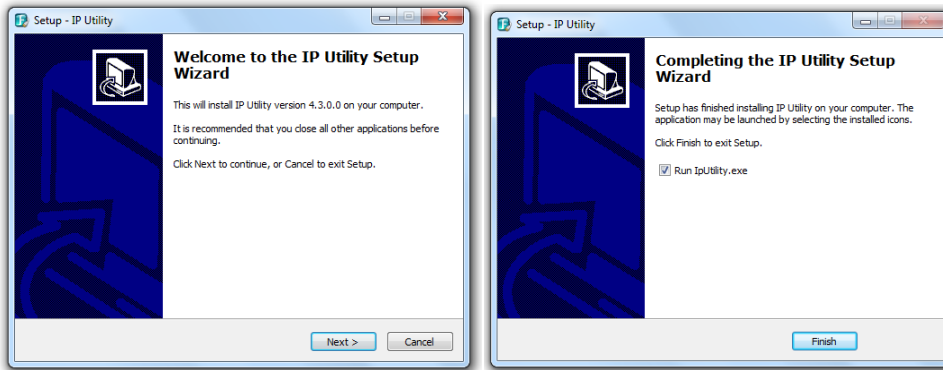 Setup - IP Utility
Welcome to the IP Utility Setup
Wizard
This will install IP Utility version 4.3.0.0 on your computer.
It is recommended that you close all other applications before
continuing.
Click Next to continue, or Cancel to exit Setup.
Next >
Cancel
Setup - IP Utility
Completing the IP Utility Setup
Wizard
Setup has finished installing IP Utility on your computer. The
application may be launched by selecting the installed icons.
Click Finish to exit Setup.
Run IpUtility.exe
Finish